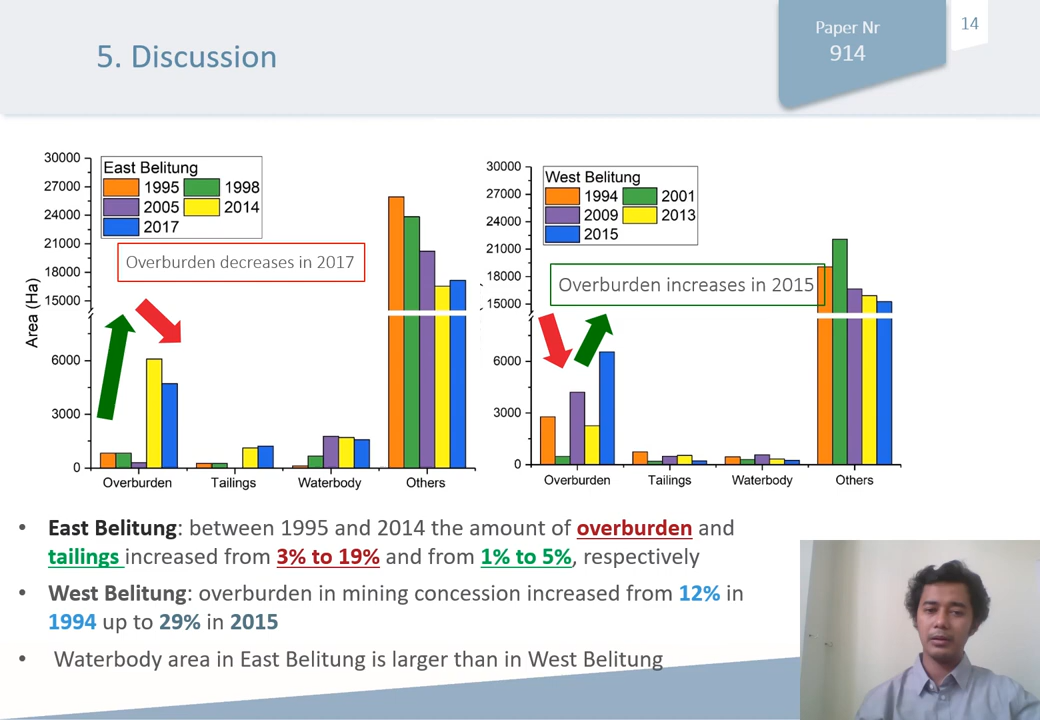 5. Discussion
Paper Nr
914
14
30000
27000
24000
21000
18000
15000
6000
3000
0
Area (Ha)
East Belitung
1995 1998
2005 2014
2017
Overburden decreases in 2017
Overburden Tailings Waterbody Others
30000
27000
24000
21000
18000
15000
6000
3000
0
West Belitung
1994 2001
2009 2013
2015
Overburden increases in 2015
Overburden Tailings Waterbody Others
• East Belitung: between 1995 and 2014 the amount of overburden and
tailings increased from 3% to 19% and from 1% to 5%, respectively
• West Belitung: overburden in mining concession increased from 12% in
1994 up to 29% in 2015
• Waterbody area in East Belitung is larger than in West Belitung